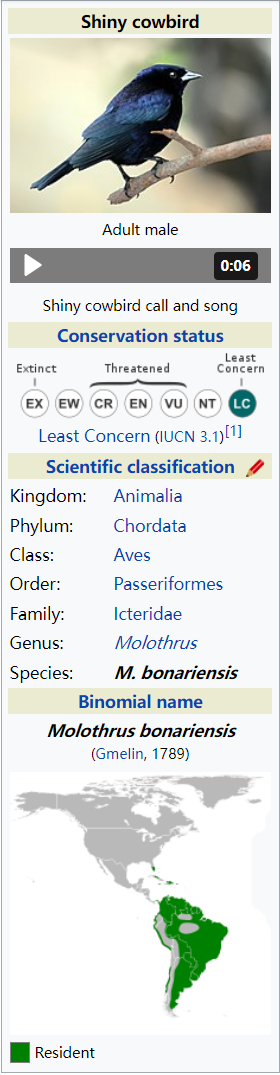 Shiny cowbird
Adult male
0:06
Shiny cowbird call and song
Conservation status
Extinct
Threatened
Least
Concern
EX EW CR EN VU NT LC
Least Concern (IUCN 3.1)[1]
Scientific classification
Kingdom: Animalia
Phylum: Chordata
Class: Aves
Order: Passeriformes
Family: Icteridae
Genus: Molothrus
Species: M. bonariensis
Binomial name
Molothrus bonariensis
(Gmelin, 1789)
Resident